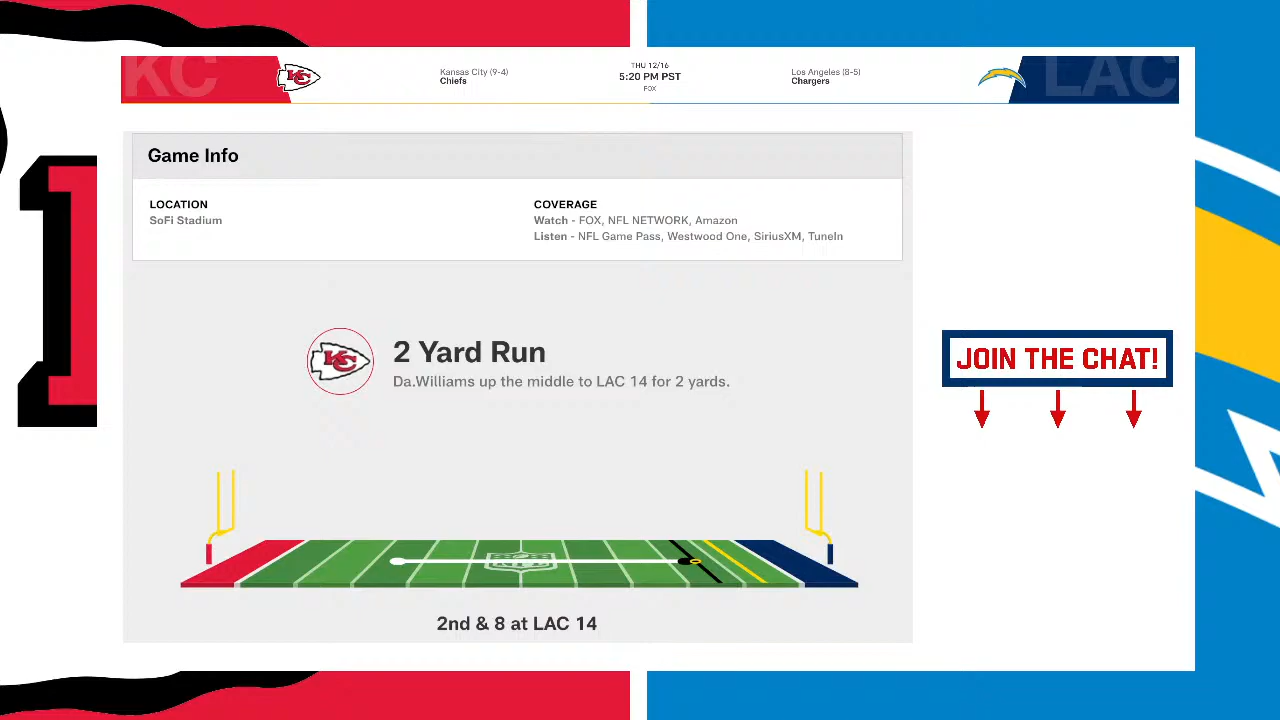 KC
KC
Kansas City (9-4)
Chiefs
THU 12/16
5:20 PM PST
FOX
Los Angeles (8-5)
Chargers
LAC
Game Info
LOCATION
SoFi Stadium
COVERAGE
Watch - FOX, NFL NETWORK, Amazon
Listen - NFL Game Pass, Westwood One, SiriusXM, TuneIn
KC
2 Yard Run
Da.Williams up the middle to LAC 14 for 2 yards.
JOIN THE CHAT!
NFL
2nd & 8 at LAC 14